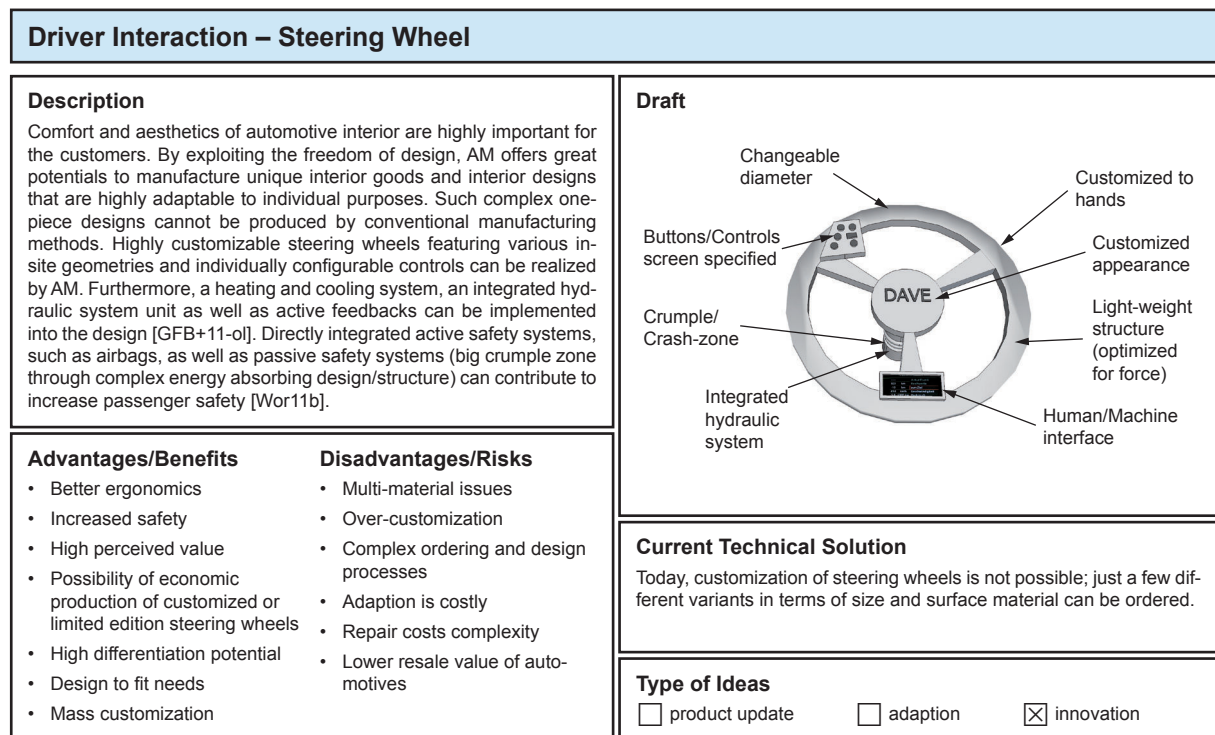 Driver Interaction – Steering Wheel
Description
Comfort and aesthetics of automotive interior are highly important for
the customers. By exploiting the freedom of design, AM offers great
potentials to manufacture unique interior goods and interior designs
that are highly adaptable to individual purposes. Such complex one-
piece designs cannot be produced by conventional manufacturing
methods. Highly customizable steering wheels featuring various in-
site geometries and individually configurable controls can be realized
by AM. Furthermore, a heating and cooling system, an integrated hyd-
raulic system unit as well as active feedbacks can be implemented
into the design [GFB+11-ol]. Directly integrated active safety systems,
such as airbags, as well as passive safety systems (big crumple zone
through complex energy absorbing design/structure) can contribute to
increase passenger safety [Wor11b].
Advantages/Benefits
• Better ergonomics
• Increased safety
• High perceived value
• Possibility of economic
production of customized or
limited edition steering wheels
• High differentiation potential
• Design to fit needs
• Mass customization
Disadvantages/Risks
• Multi-material issues
• Over-customization
• Complex ordering and design
processes
• Adaption is costly
• Repair costs complexity
• Lower resale value of auto-
motives
Draft
Changeable
diameter
Customized to
hands
Buttons/Controls
screen specified
Customized
appearance
DAVE
Crumple/
Crash-zone
Light-weight
structure
(optimized
for force)
Integrated
hydraulic
system
Human/Machine
interface
Current Technical Solution
Today, customization of steering wheels is not possible; just a few dif-
ferent variants in terms of size and surface material can be ordered.
Type of Ideas
product update
adaption
innovation